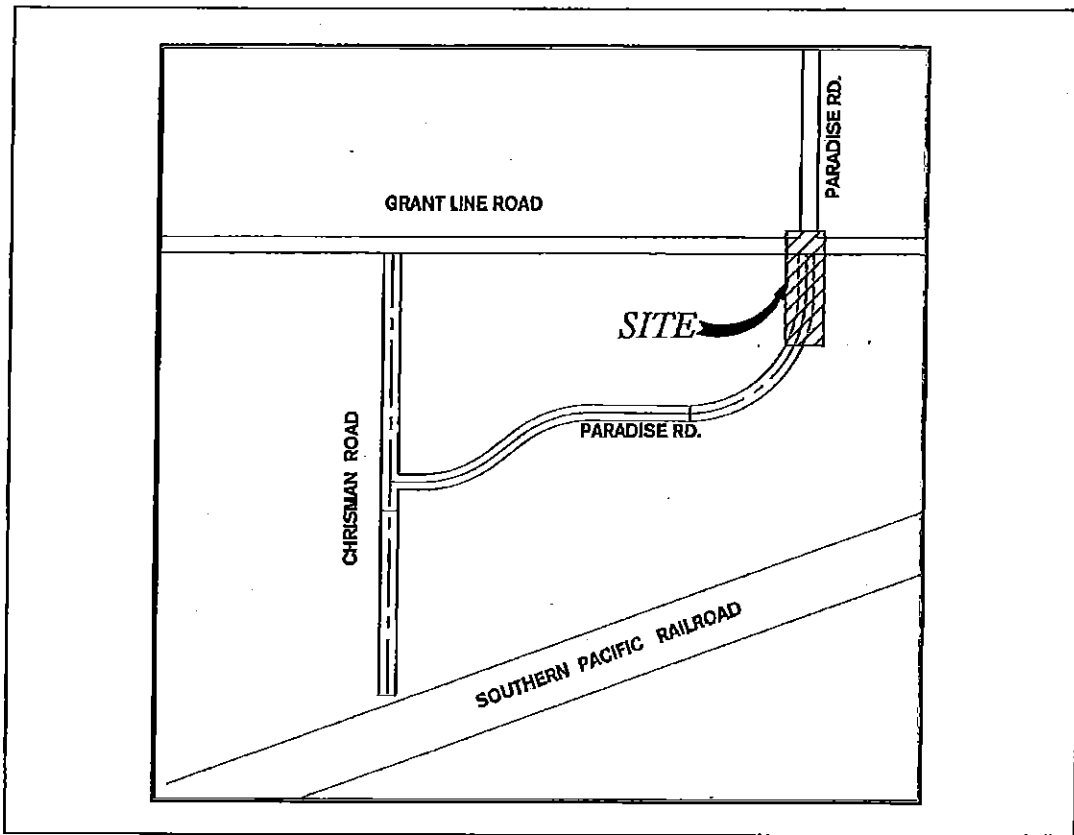 PARADISE RD.
GRANT LINE ROAD
SITE
PARADISE RD.
CHRISMAN ROAD
SOUTHERN PACIFIC RAILROAD